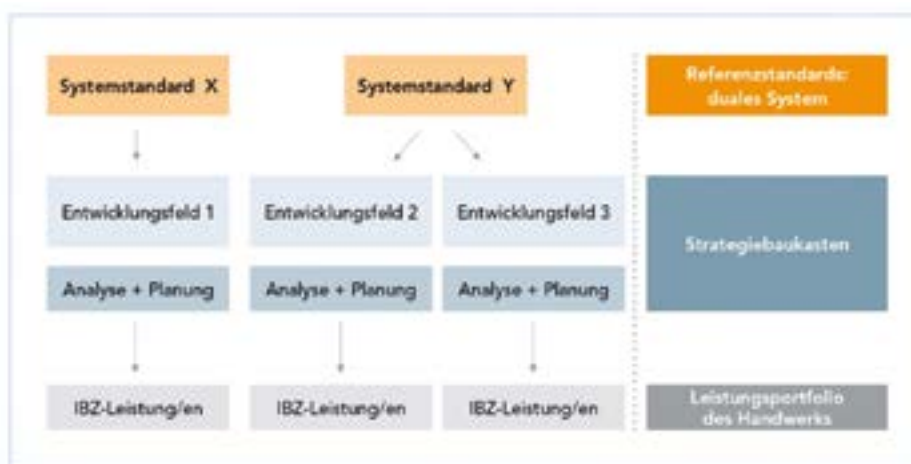 Systemstandard X
Systemstandard Y
Referenzstandards:
duales System
Entwicklungsfeld 1
Entwicklungsfeld 2
Entwicklungsfeld 3
Strategiebaukasten
Analyse + Planung
Analyse + Planung
Analyse + Planung
IBZ-Leistung/en
IBZ-Leistung/en
IBZ-Leistung/en
Leistungsportfolio
des Handwerks